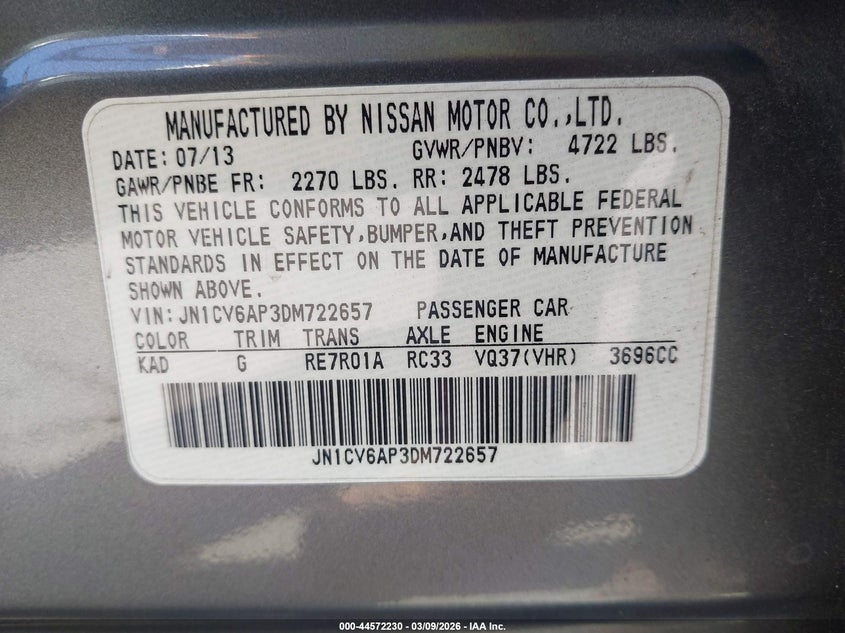 MANUFACTURED BY NISSAN MOTOR CO.,LTD.
DATE: 07/13 GVWR/PNBV: 4722 LBS.
GAWR/PNBE FR: 2270 LBS. RR: 2478 LBS.
THIS VEHICLE CONFORMS TO ALL APPLICABLE FEDERAL
MOTOR VEHICLE SAFETY,BUMPER,AND THEFT PREVENTION
STANDARDS IN EFFECT ON THE DATE OF MANUFACTURE
SHOWN ABOVE.
VIN: JN1CV6AP3DM722657 PASSENGER CAR
COLOR TRIM TRANS AXLE ENGINE
KAD G RE7R01A RC33 VQ37(VHR) 3696CC
JN1CV6AP3DM722657
000-44572230 - 03/09/2026 - IAA Inc.